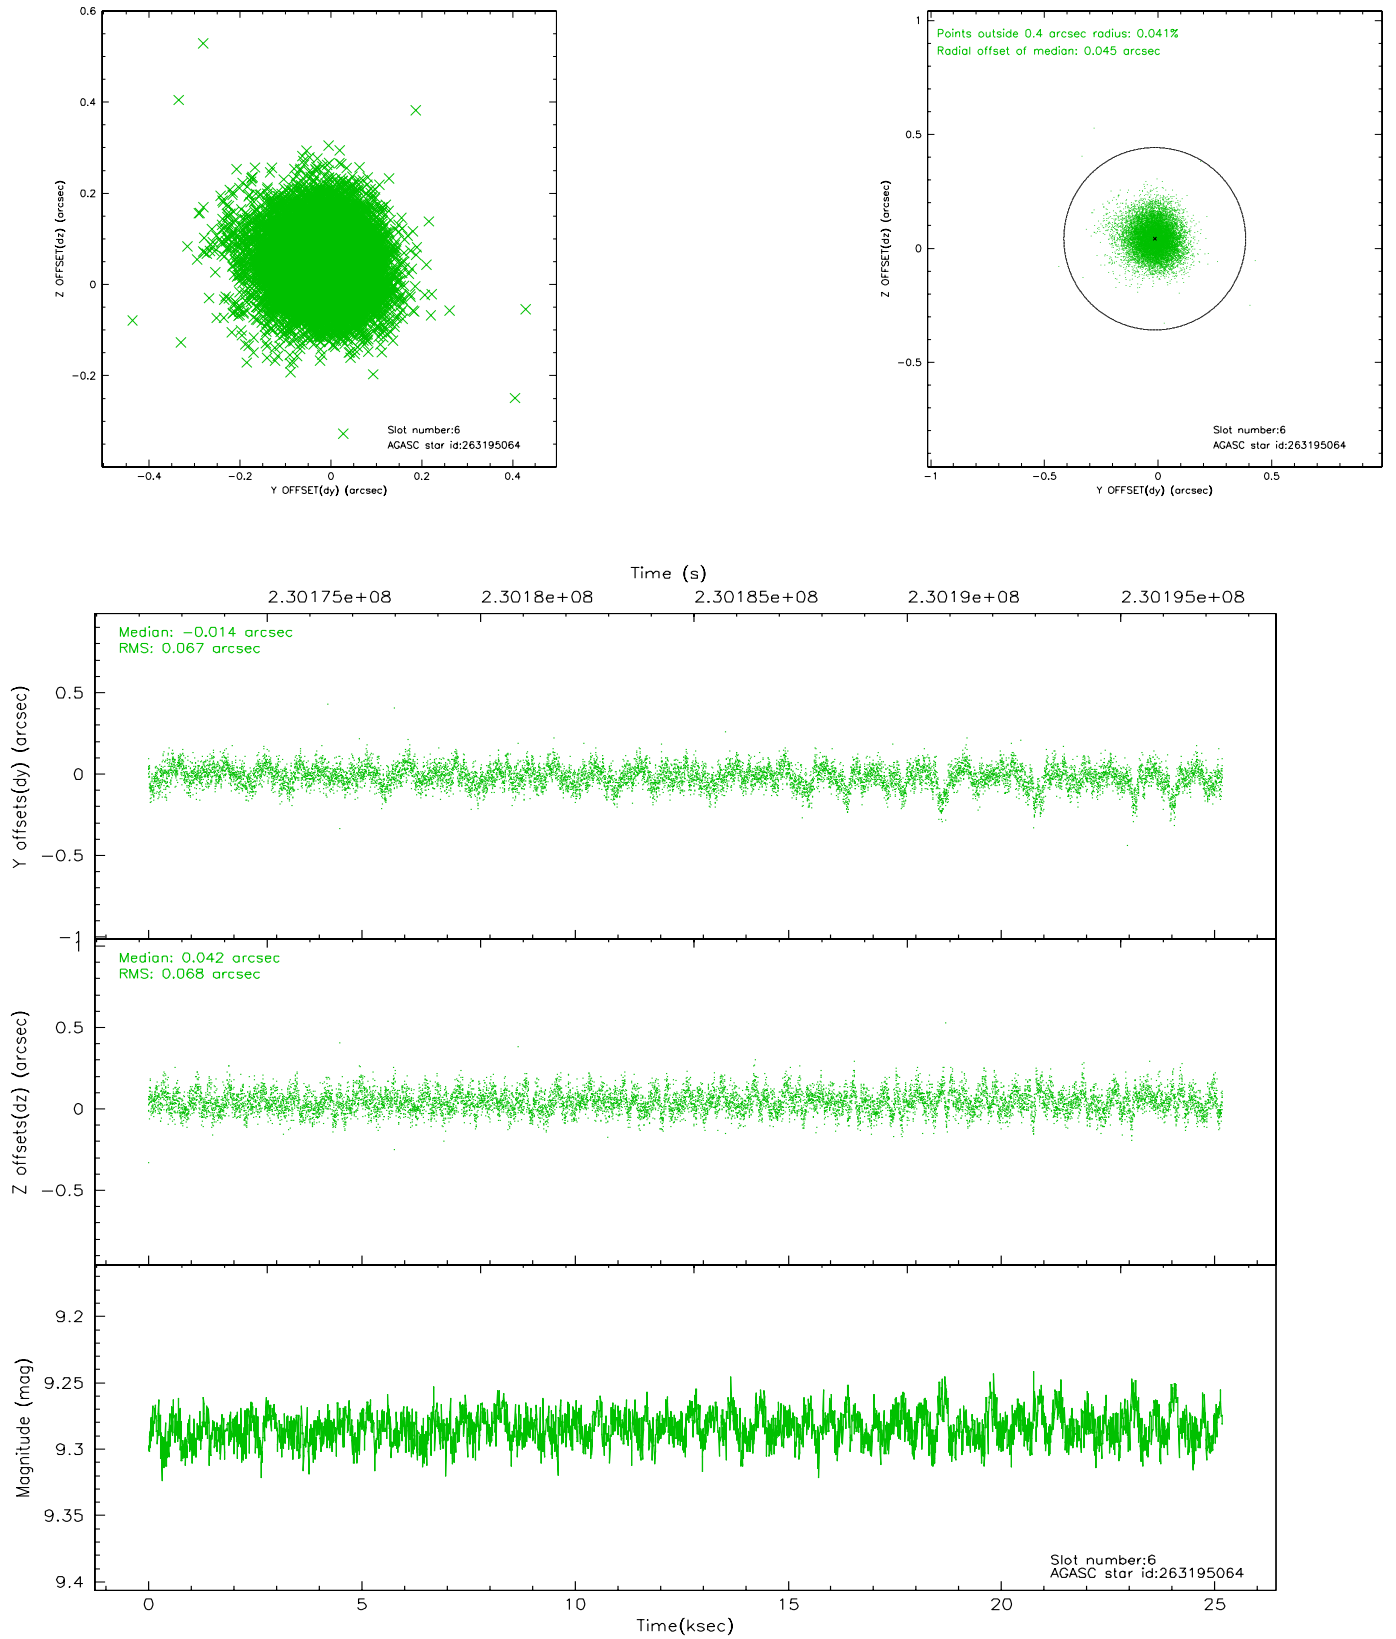 0.6
0.4
0.2
0
−0.2
−0.4
−0.2
0
0.2
0.4
Z OFFSET(dz) (arcsec)
Y OFFSET(dy) (arcsec)
Slot number:6
AGASC star id:263195064
Points outside 0.4 arcsec radius: 0.041%
Radial offset of median: 0.045 arcsec
1
0.5
0
−0.5
−1
−0.5
0
0.5
Z OFFSET(dz) (arcsec)
Y OFFSET(dy) (arcsec)
Slot number:6
AGASC star id:263195064
Time (s)
2.30175e+08
2.3018e+08
2.30185e+08
2.3019e+08
2.30195e+08
Median: −0.014 arcsec
RMS: 0.067 arcsec
0.5
0
−0.5
−1
Y offsets(dy) (arcsec)
Median: 0.042 arcsec
RMS: 0.068 arcsec
1
0.5
0
−0.5
Z offsets(dz) (arcsec)
9.2
9.25
9.3
9.35
9.4
Magnitude (mag)
Slot number:6
AGASC star id:263195064
0
5
10
15
20
25
Time(ksec)